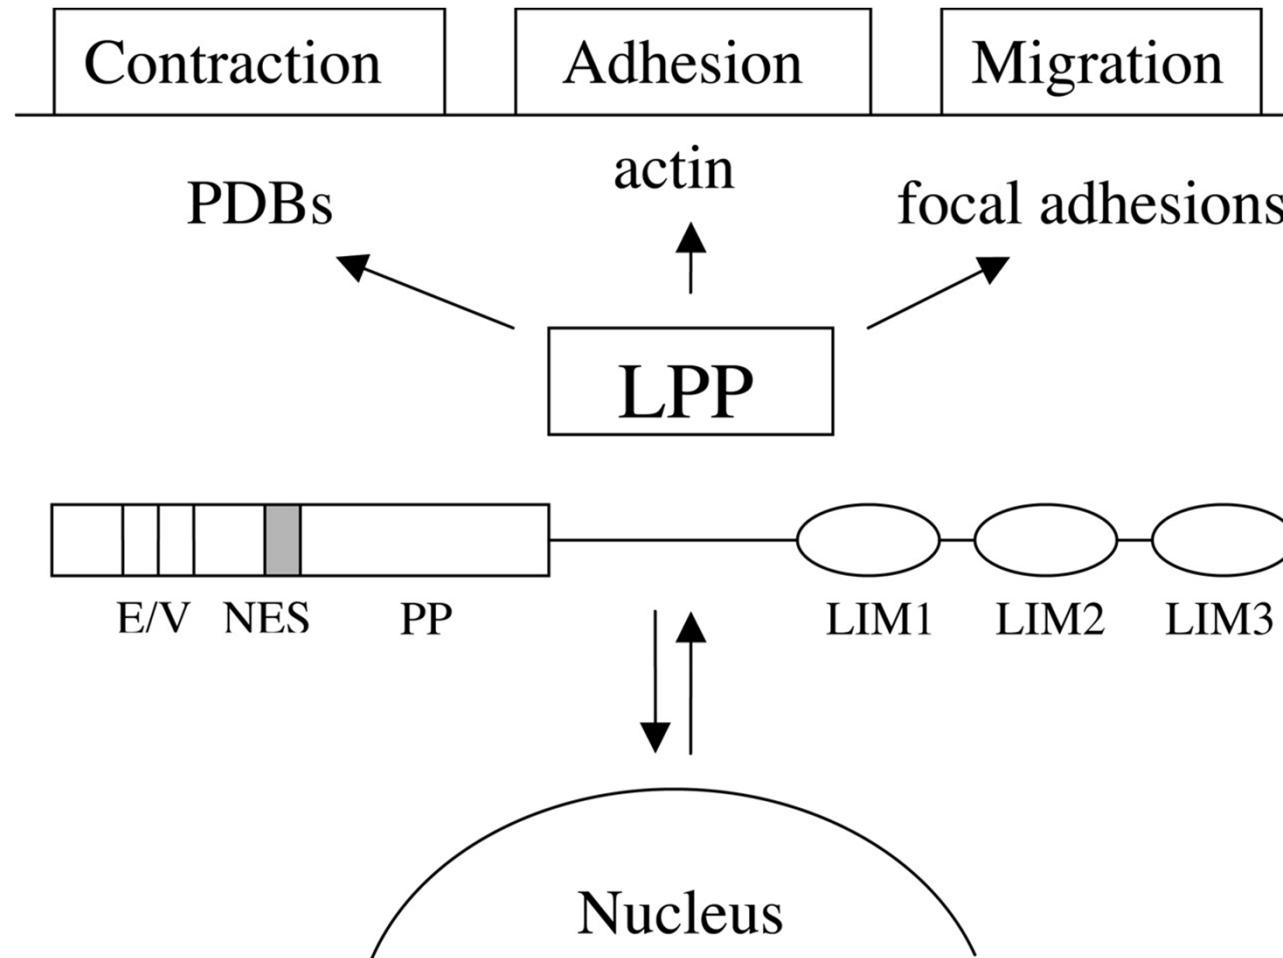 Contraction Adhesion Migration
actin
PDBs focal adhesions
LPP
E/V NES PP LIM1 LIM2 LIM3
Nucleus